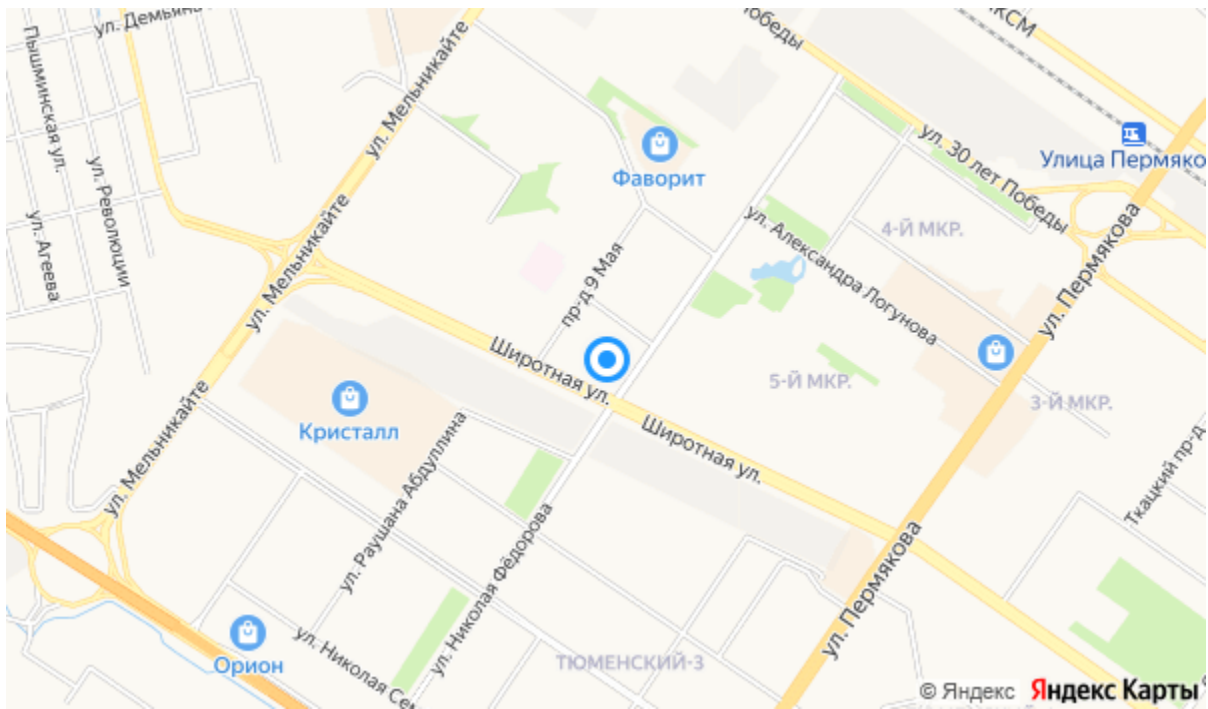 ул. Демьяна
Победы
КСМ
Пышминская ул.
ул. Мельникайте
ул. Революции
ул. Агеева
Фаворит
ул. 30 лет Победы
Улица Пермяко
ул. Мельникайте
пр-д 9 Мая
ул. Александра Логунова
4-Й МКР.
ул. Пермякова
Широтная ул.
5-Й МКР.
3-Й МКР.
Кристалл
ул. Мельникайте
Широтная ул.
Ткацкий пр-д
ул. Раушана Абдуллина
ул. Николая Фёдорова
ул. Пермякова
Орион
ул. Николая Сем
ТЮМЕНСКИЙ-3
© Яндекс Яндекс Карты